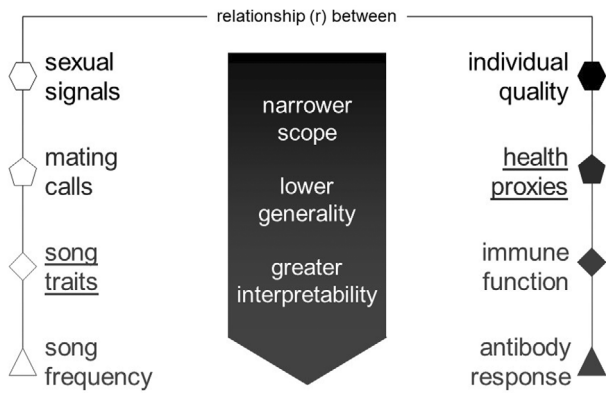 relationship (r) between
sexual
signals
mating
calls
song
traits
song
frequency
narrower
scope
lower
generality
greater
interpretability
individual
quality
health
proxies
immune
function
antibody
response